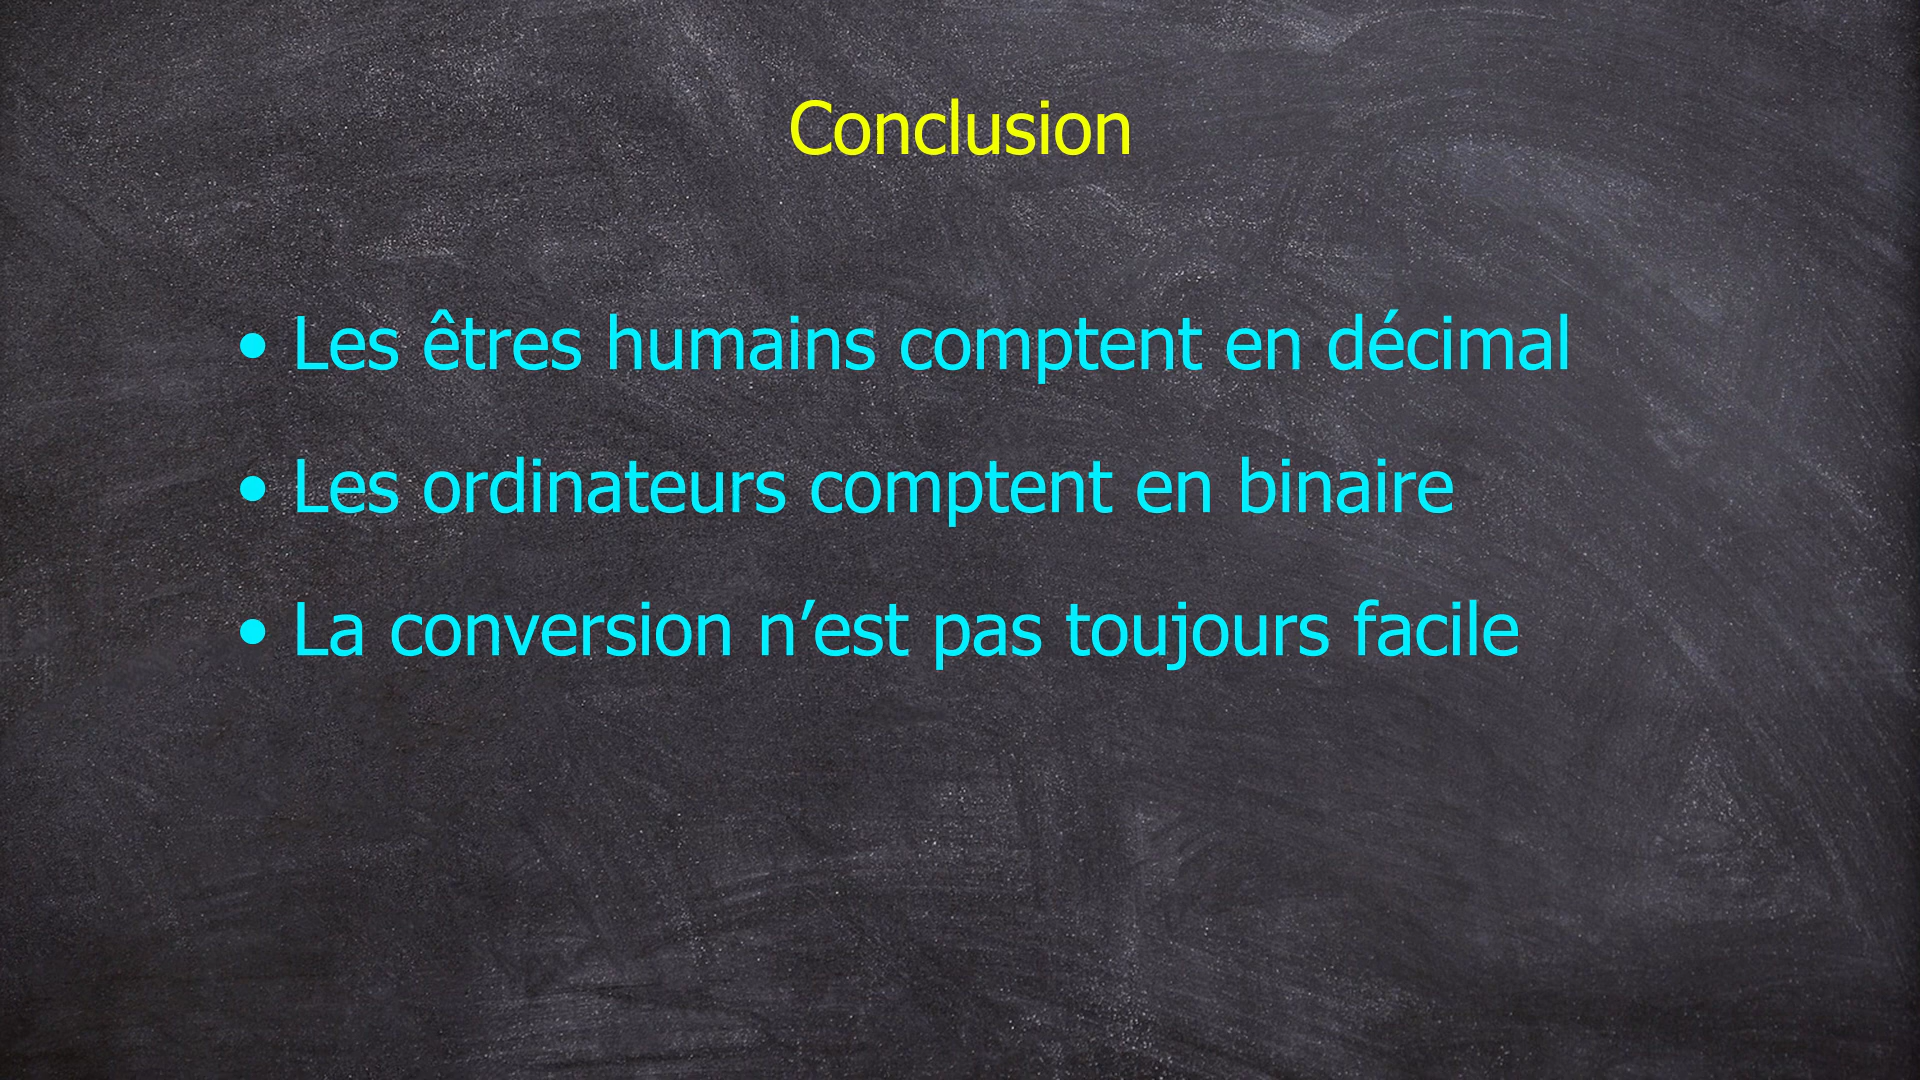 Conclusion
• Les êtres humains comptent en décimal
• Les ordinateurs comptent en binaire
• La conversion n’est pas toujours facile